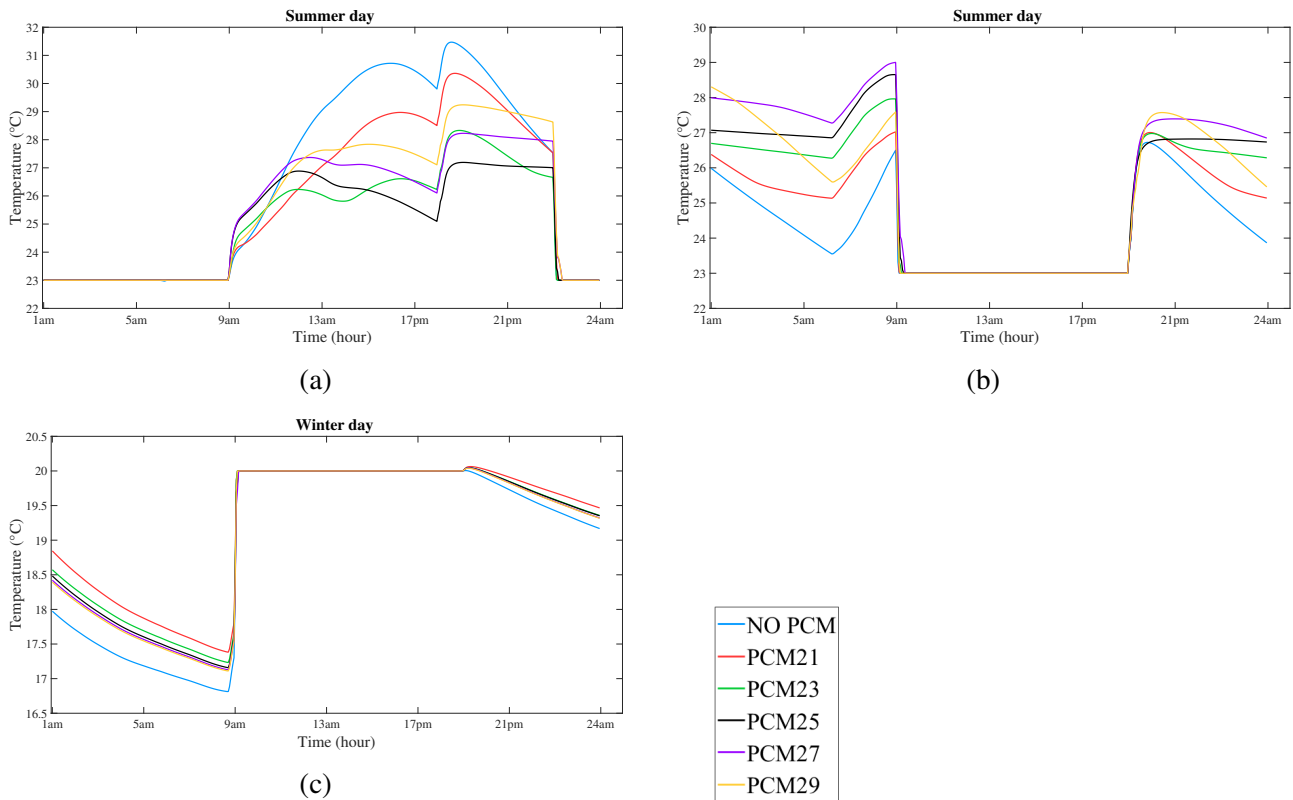 Summer day
32
31
30
29
28
27
26
25
24
23
22
Temperature (°C)
1am 5am 9am 13am 17pm 21pm 24am
Time (hour)
(a)
Summer day
30
29
28
27
26
25
24
23
22
Temperature (°C)
1am 5am 9am 13am 17pm 21pm 24am
Time (hour)
(b)
Winter day
20.5
20
19.5
19
18.5
18
17.5
17
16.5
Temperature (°C)
1am 5am 9am 13am 17pm 21pm 24am
Time (hour)
(c)
NO PCM
PCM21
PCM23
PCM25
PCM27
PCM29